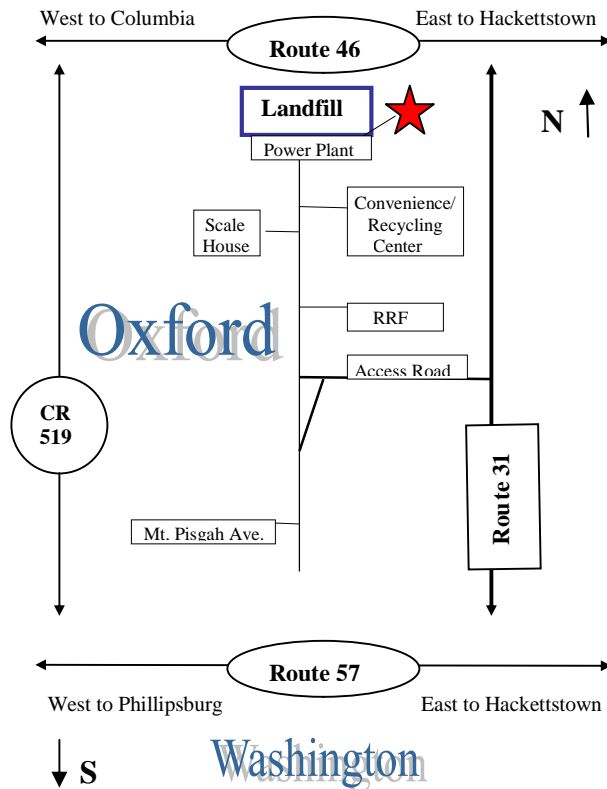 West to Columbia
East to Hackettstown
Route 46
Landfill
N
Power Plant
Convenience/
Recycling
Center
Scale
House
Oxford
RRF
Access Road
CR
519
Route 31
Mt. Pisgah Ave.
Route 57
West to Phillipsburg
East to Hackettstown
S
Washington